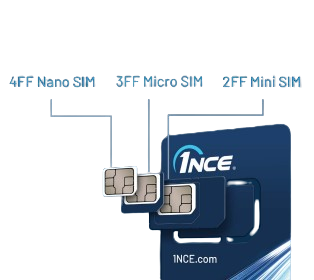 4FF Nano SIM
3FF Micro SIM
2FF Mini SIM
1NCE®
1NCE.com